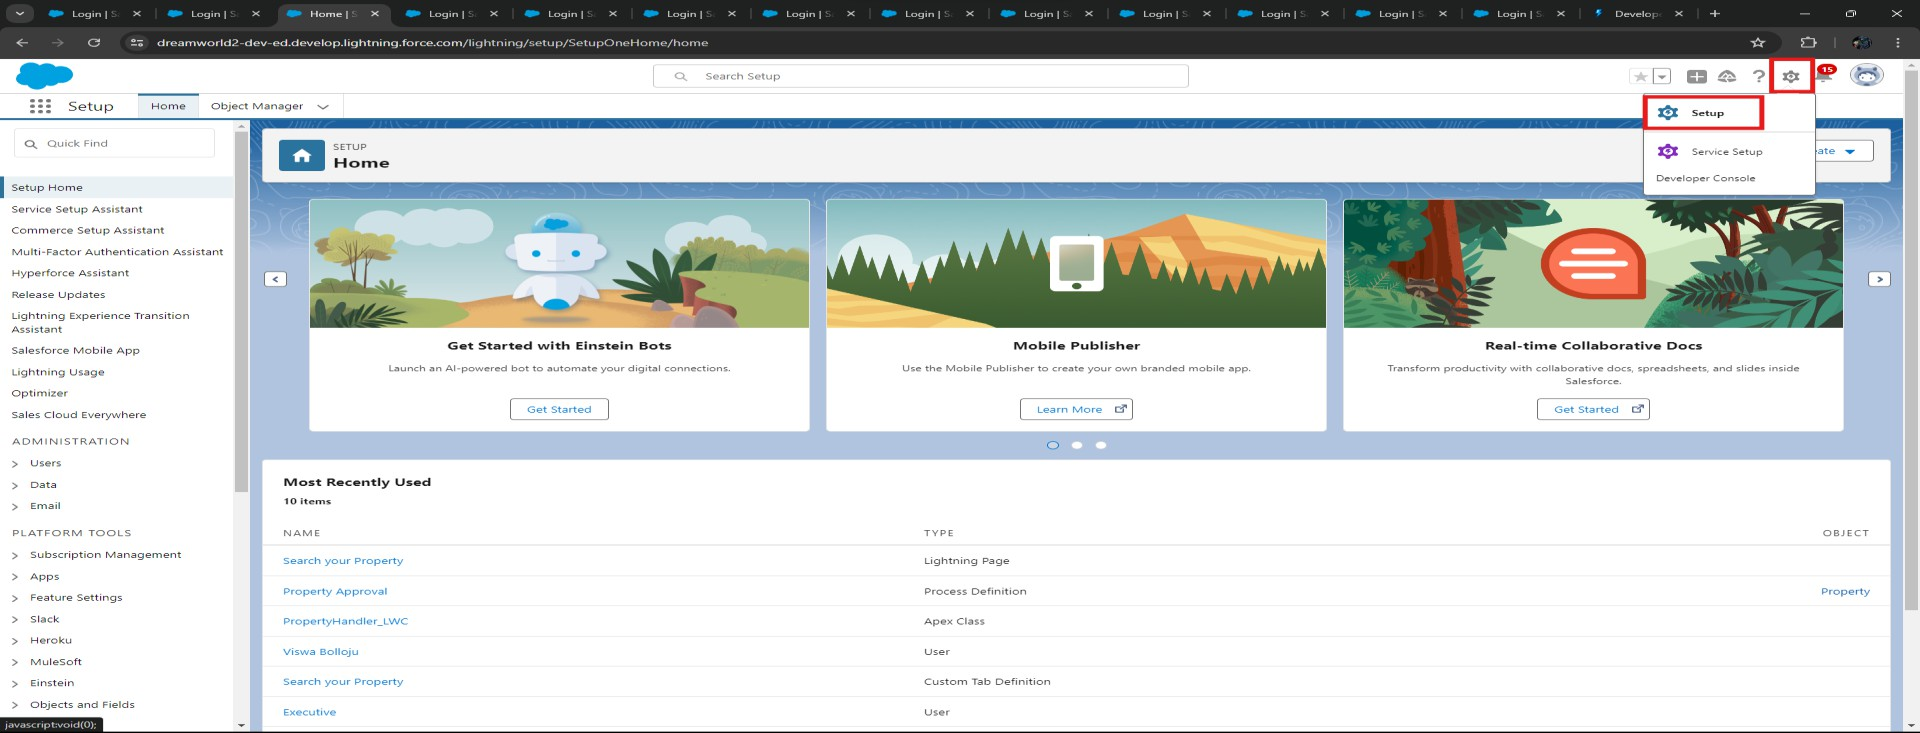 Login | S
Login | S
Home | S
Login | S
Login | S
Login | S
Login | S
Login | S
Login | S
Login | S
Login | S
Login | S
Login | S
Develop
dreamworld2-dev-ed.develop.lightning.force.com/lightning/setup/SetupOneHome/home
Search Setup
15
Setup
Home
Object Manager
Setup
Service Setup
Developer Console
eate
Quick Find
SETUP
Home
Setup Home
Service Setup Assistant
Commerce Setup Assistant
Multi-Factor Authentication Assistant
Hyperforce Assistant
Release Updates
Lightning Experience Transition
Assistant
Salesforce Mobile App
Lightning Usage
Optimizer
Sales Cloud Everywhere
ADMINISTRATION
Users
Data
Email
PLATFORM TOOLS
Subscription Management
Apps
Feature Settings
Slack
Heroku
MuleSoft
Einstein
Objects and Fields
javascript:void(0);
Get Started with Einstein Bots
Launch an AI-powered bot to automate your digital connections.
Get Started
Mobile Publisher
Use the Mobile Publisher to create your own branded mobile app.
Learn More
Real-time Collaborative Docs
Transform productivity with collaborative docs, spreadsheets, and slides inside
Salesforce.
Get Started
Most Recently Used
10 items
NAME TYPE OBJECT
Search your Property Lightning Page
Property Approval Process Definition Property
PropertyHandler_LWC Apex Class
Viswa Bolloju User
Search your Property Custom Tab Definition
Executive User